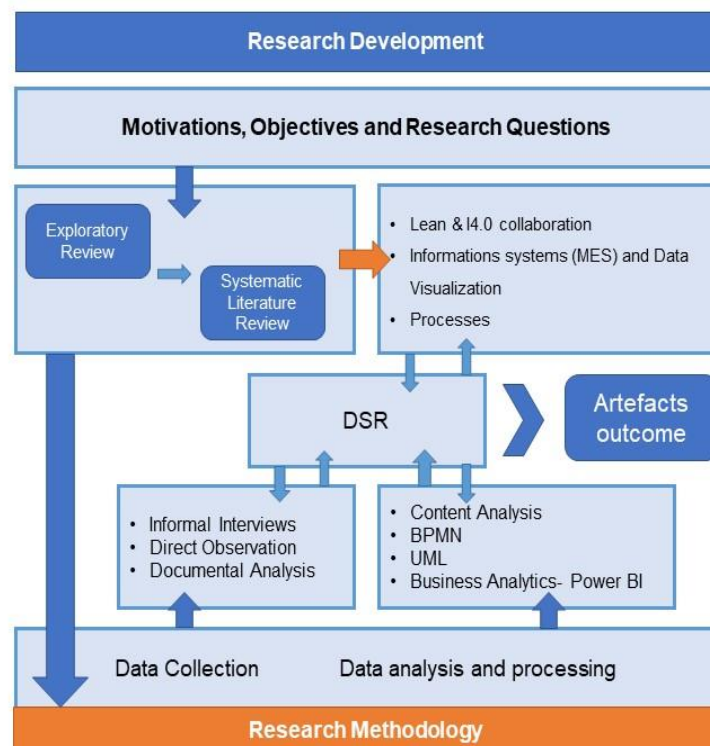 Research Development
Motivations, Objectives and Research Questions
Exploratory
Review
Systematic
Literature
Review
• Lean & I4.0 collaboration
• Informations systems (MES) and Data
Visualization
• Processes
DSR
Artefacts
outcome
• Informal Interviews
• Direct Observation
• Documental Analysis
• Content Analysis
• BPMN
• UML
• Business Analytics- Power BI
Data Collection
Data analysis and processing
Research Methodology